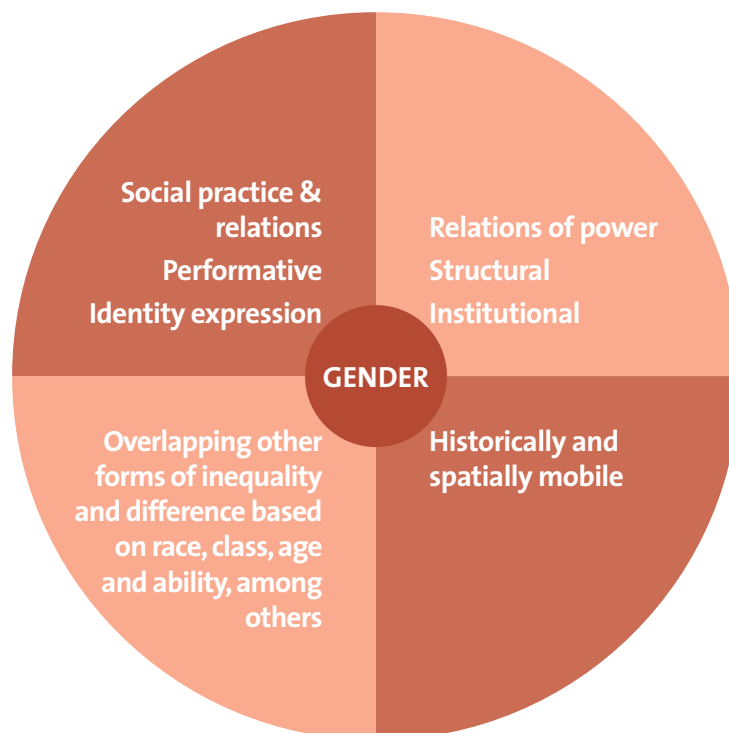 Social practice &
relations
Performative
Identity expression
Relations of power
Structural
Institutional
GENDER
Overlapping other
forms of inequality
and difference based
on race, class, age
and ability, among
others
Historically and
spatially mobile